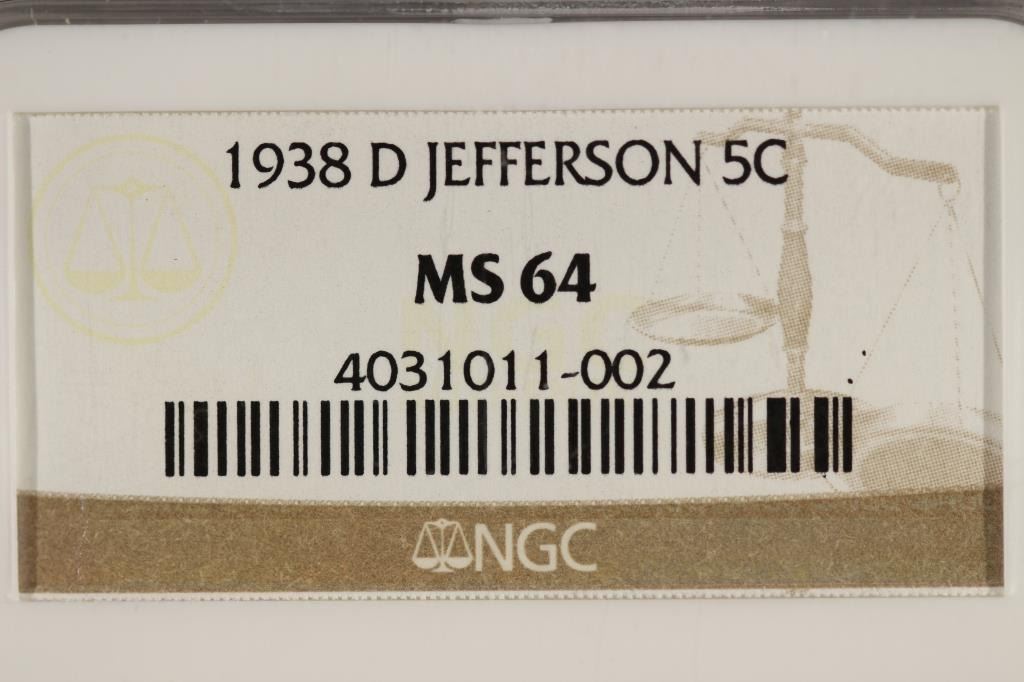 1938 D JEFFERSON 5C
MS 64
4031011-002
NGC